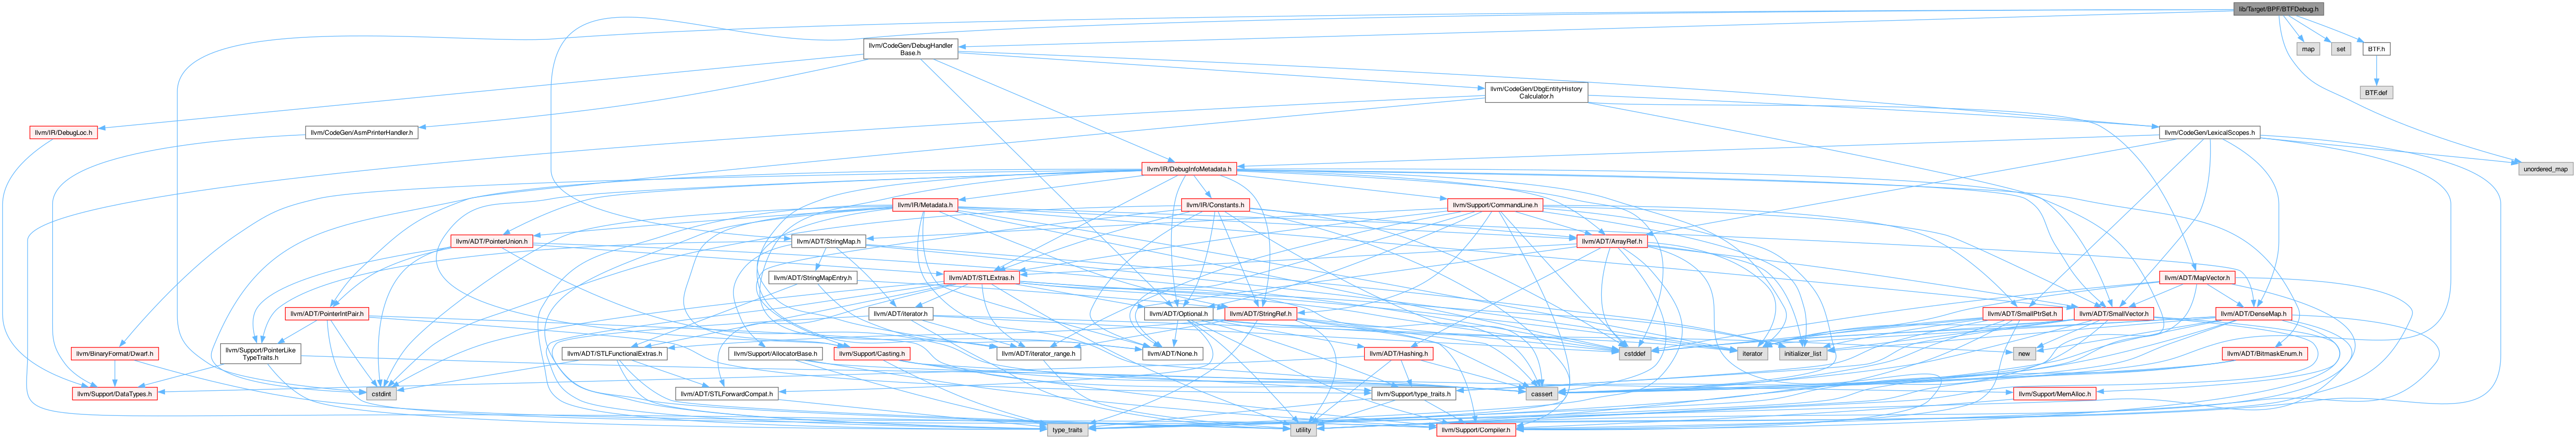 lib/Target/BPF/BTFDebug.h
llvm/CodeGen/DebugHandler
Base.h
map
set
BTF.h
llvm/CodeGen/DbgEntityHistory
Calculator.h
BTF.def
llvm/IR/DebugLoc.h
llvm/CodeGen/AsmPrinterHandler.h
llvm/CodeGen/LexicalScopes.h
llvm/IR/DebugInfoMetadata.h
unordered_map
llvm/IR/Metadata.h
llvm/IR/Constants.h
llvm/Support/CommandLine.h
llvm/ADT/PointerUnion.h
llvm/ADT/StringMap.h
llvm/ADT/ArrayRef.h
llvm/ADT/StringMapEntry.h
llvm/ADT/STLExtras.h
llvm/ADT/MapVector.h
llvm/ADT/PointerIntPair.h
llvm/ADT/iterator.h
llvm/ADT/Optional.h
llvm/ADT/StringRef.h
llvm/ADT/SmallPtrSet.h
llvm/ADT/SmallVector.h
llvm/ADT/DenseMap.h
llvm/BinaryFormat/Dwarf.h
llvm/Support/PointerLike
TypeTraits.h
llvm/ADT/STLFunctionalExtras.h
llvm/Support/AllocatorBase.h
llvm/Support/Casting.h
llvm/ADT/iterator_range.h
llvm/ADT/None.h
llvm/ADT/Hashing.h
cstddef
iterator
initializer_list
new
llvm/ADT/BitmaskEnum.h
llvm/Support/DataTypes.h
cstdint
llvm/ADT/STLForwardCompat.h
llvm/Support/type_traits.h
cassert
llvm/Support/MemAlloc.h
type_traits
utility
llvm/Support/Compiler.h